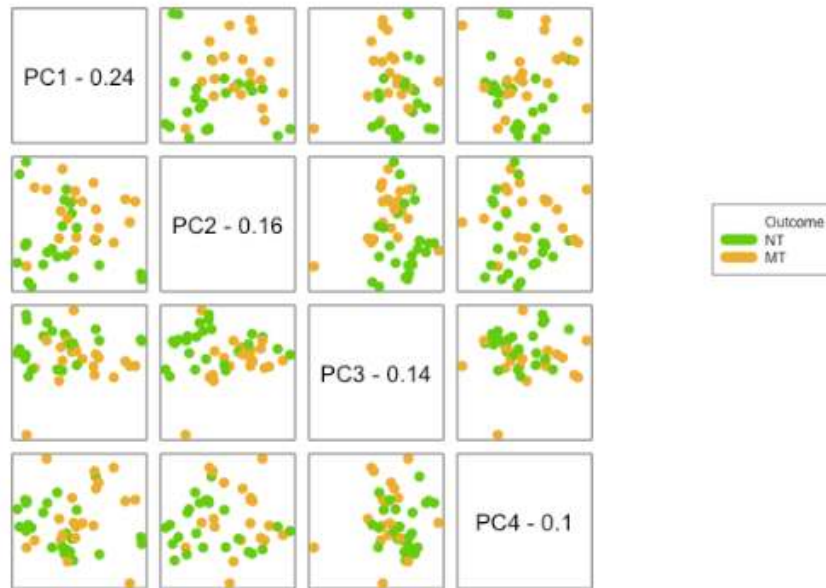 PC1 - 0.24
PC2 - 0.16
Outcome
NT
MT
PC3 - 0.14
PC4 - 0.1